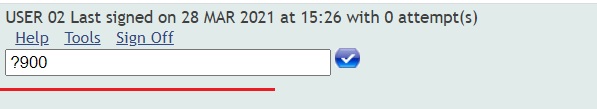 USER 02 Last signed on 28 MAR 2021 at 15:26 with 0 attempt(s)
Help Tools Sign Off
?900